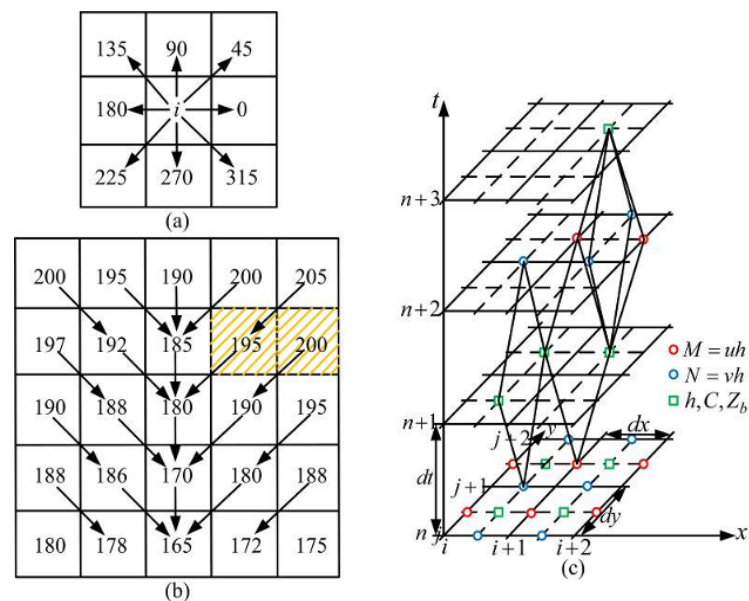 135 90 45
180 i 0
225 270 315
(a)
200 195 190 200 205
197 192 185 195 200
190 188 180 190 195
188 186 170 180 188
180 178 165 172 175
(b)
t
n+3
n+2
n+1
dt
n
j+2
y
j+1
j
i
i+1
i+2
dx
dy
x
M = uh
N = vh
h, C, Z_b
(c)